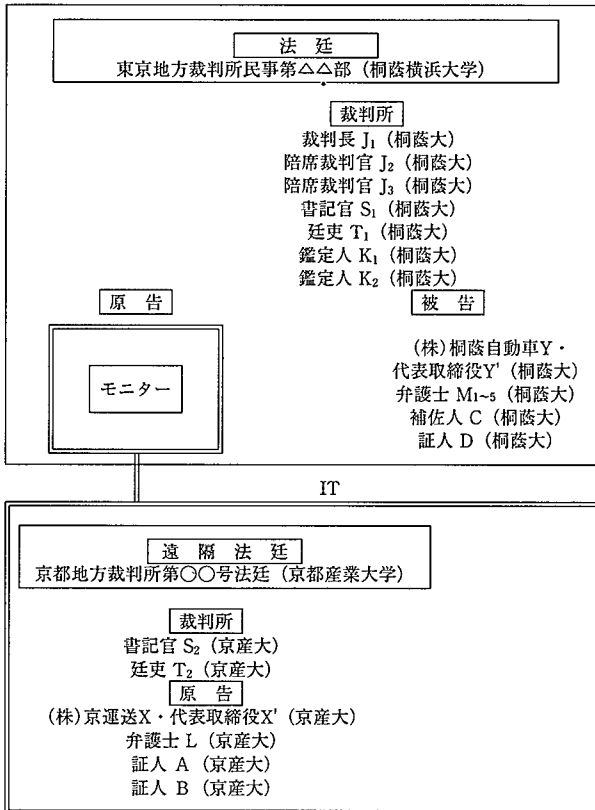 法 廷
東京地方裁判所民事第△△部（桐蔭横浜大学）
裁判所
裁判長 J₁（桐蔭大）
陪席裁判官 J₂（桐蔭大）
陪席裁判官 J₃（桐蔭大）
書記官 S₁（桐蔭大）
廷吏 T₁（桐蔭大）
鑑定人 K₁（桐蔭大）
鑑定人 K₂（桐蔭大）
原 告
モニター
被 告
（株）桐蔭自動車Y・
代表取締役Y'（桐蔭大）
弁護士 M₁~₅（桐蔭大）
補佐人 C（桐蔭大）
証人 D（桐蔭大）
IT
遠 隔 法 廷
京都地方裁判所第○○号法廷（京都産業大学）
裁判所
書記官 S₂（京産大）
廷吏 T₂（京産大）
原 告
（株）京運送X・代表取締役X'（京産大）
弁護士 L（京産大）
証人 A（京産大）
証人 B（京産大）